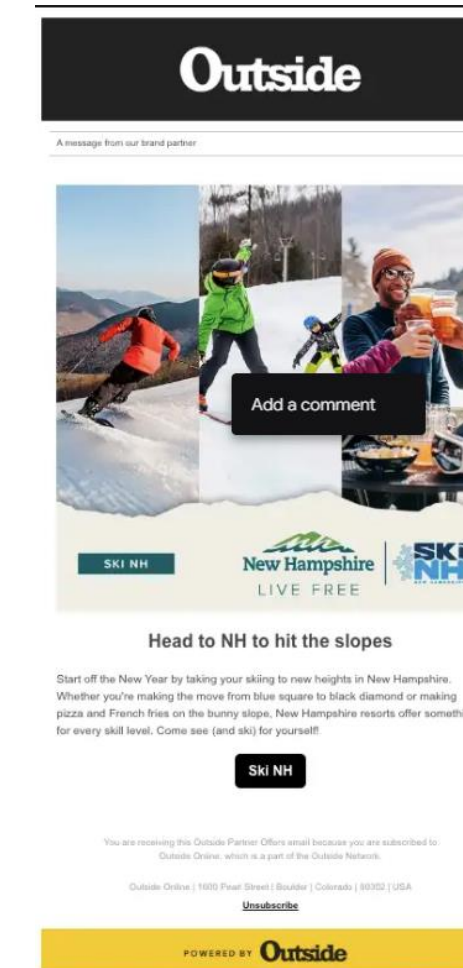 Outside
A message from our brand partner
Add a comment
SKI NH
New Hampshire
LIVE FREE
SKI
NH
Head to NH to hit the slopes
Start off the New Year by taking your skiing to new heights in New Hampshire.
Whether you're making the move from blue square to black diamond or making
pizza and French fries on the bunny slope, New Hampshire resorts offer somethi
for every skill level. Come see (and ski) for yourself!
Ski NH
You are receiving this Outside Partner Offers email because you are subscribed to
Outside Online, which is a part of the Outside Network.
Outside Online | 1600 Pearl Street | Boulder | Colorado | 80302 | USA
Unsubscribe
POWERED BY Outside